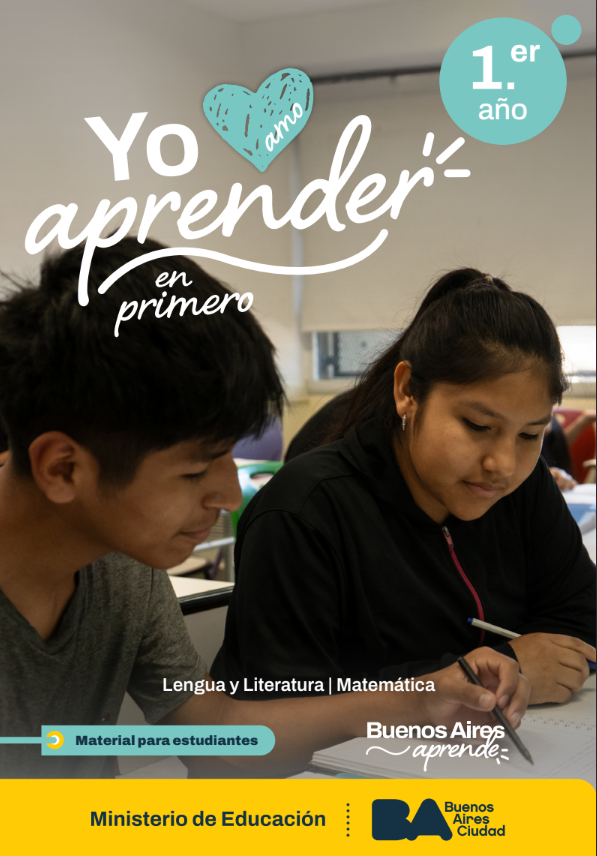 1.er
año
Yo amo
aprender
en
primero
Lengua y Literatura | Matemática
Material para estudiantes
Buenos Aires
aprende
Ministerio de Educación
BA
Buenos
Aires
Ciudad